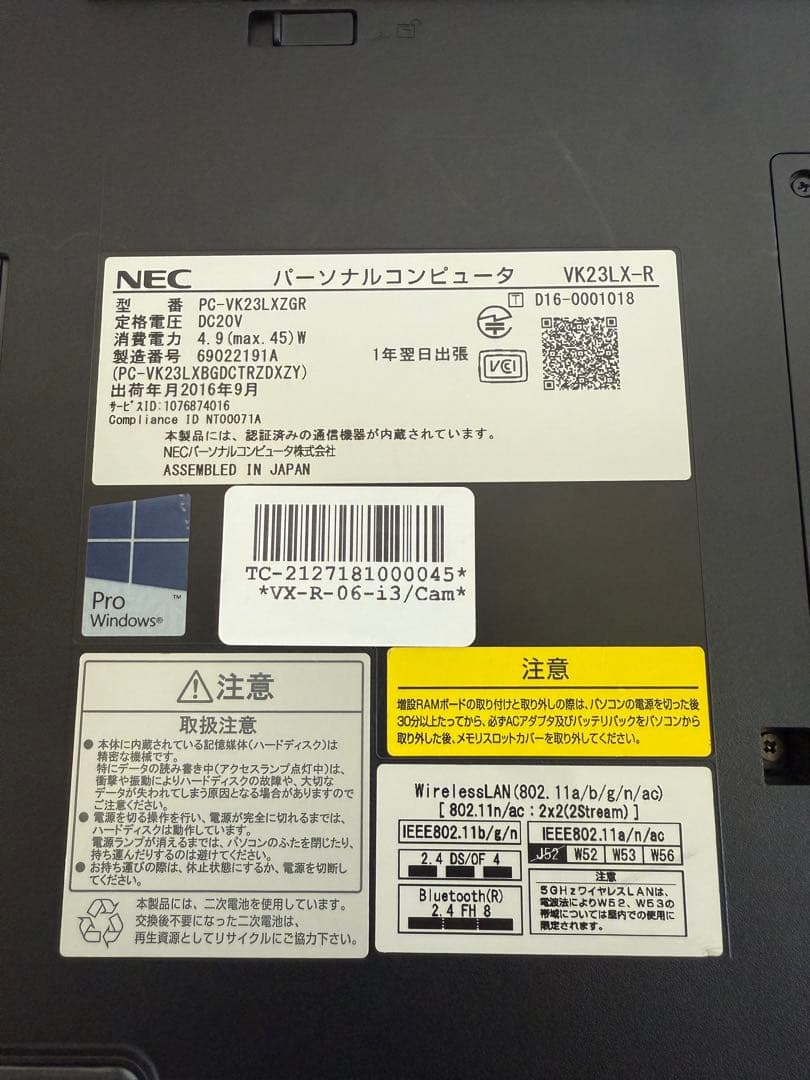 NEC パーソナルコンピュータ VK23LX-R
型 番 PC-VK23LXZGR
T D16-0001018
定格電圧 DC20V
消費電力 4.9(max.45)W
製造番号 69022191A
1年翌日出張
VCI
(PC-VK23LXBGDCTRZDXZY)
出荷年月2016年9月
サービスID:1076874016
Compliance ID NT00071A
本製品には、認証済みの通信機器が内蔵されています。
NECパーソナルコンピュータ株式会社
ASSEMBLED IN JAPAN
Pro ™
Windows®
TC-2127181000045*
*VX-R-06-i3/Cam*
注意
取扱注意
● 本体に内蔵されている記憶媒体(ハードディスク)は
精密な機械です。
特にデータの読み書き中(アクセスランプ点灯中)は、
衝撃や振動によりハードディスクの故障や、大切な
データが失われてしまう原因となる場合がありますので
ご注意ください。
● 電源を切る操作を行い、電源が完全に切れるまでは、
ハードディスクは動作しています。
電源ランプが消えるまでは、パソコンのふたを閉じたり、
持ち運んだりするのは避けてください。
● お持ち運びの際は、休止状態にするか、電源を切断し
てください。
本製品には、二次電池を使用しています。
交換後不要になった二次電池は、
再生資源としてリサイクルにご協力下さい。
注意
増設RAMボードの取り付けと取り外しの際は、パソコンの電源を切った後
30分以上たってから、必ずACアダプタ及びバッテリパックをパソコンから
取り外した後、メモリスロットカバーを取り外してください。
WirelessLAN(802.11a/b/g/n/ac)
[ 802.11n/ac : 2x2(2Stream) ]
IEEE802.11b/g/n
2.4 DS/OF 4
Bluetooth(R)
2.4 FH 8
IEEE802.11a/n/ac
J52 W52 W53 W56
注意
5GHzワイヤレスLANは、
電波法によりW52、W53の
帯域については屋内での使用に
限定されます。